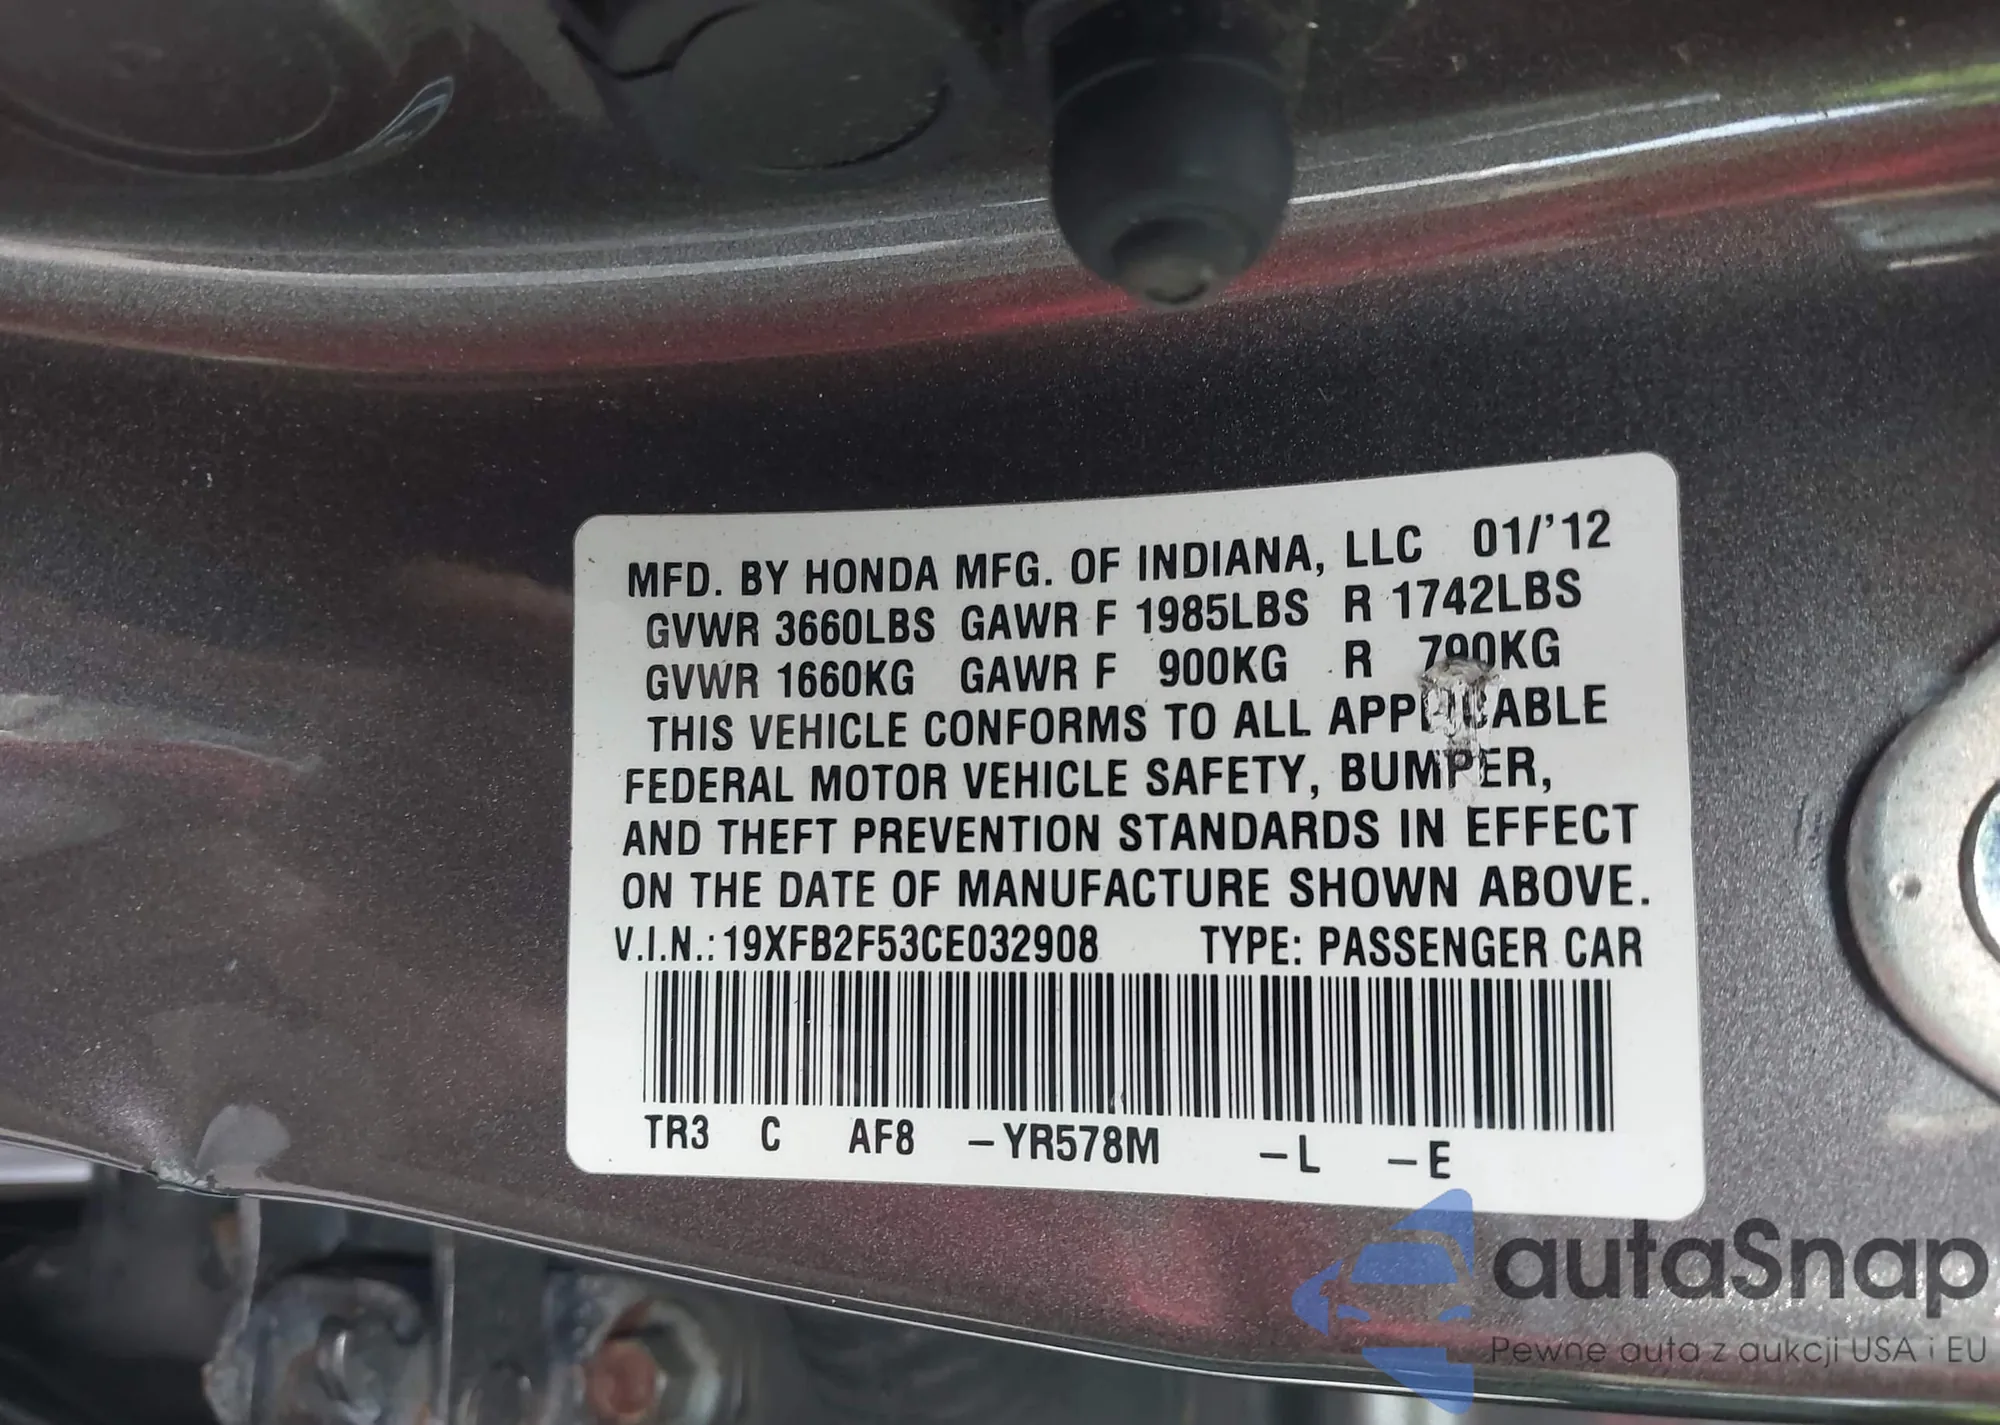 MFD. BY HONDA MFG. OF INDIANA, LLC 01/'12
GVWR 3660LBS GAWR F 1985LBS R 1742LBS
GVWR 1660KG GAWR F 900KG R 790KG
THIS VEHICLE CONFORMS TO ALL APPLICABLE
FEDERAL MOTOR VEHICLE SAFETY, BUMPER,
AND THEFT PREVENTION STANDARDS IN EFFECT
ON THE DATE OF MANUFACTURE SHOWN ABOVE.
V.I.N.: 19XFB2F53CE032908 TYPE: PASSENGER CAR
TR3 C AF8 –YR578M –L –E
autaSnap
Pewne auta z aukcji USA i EU